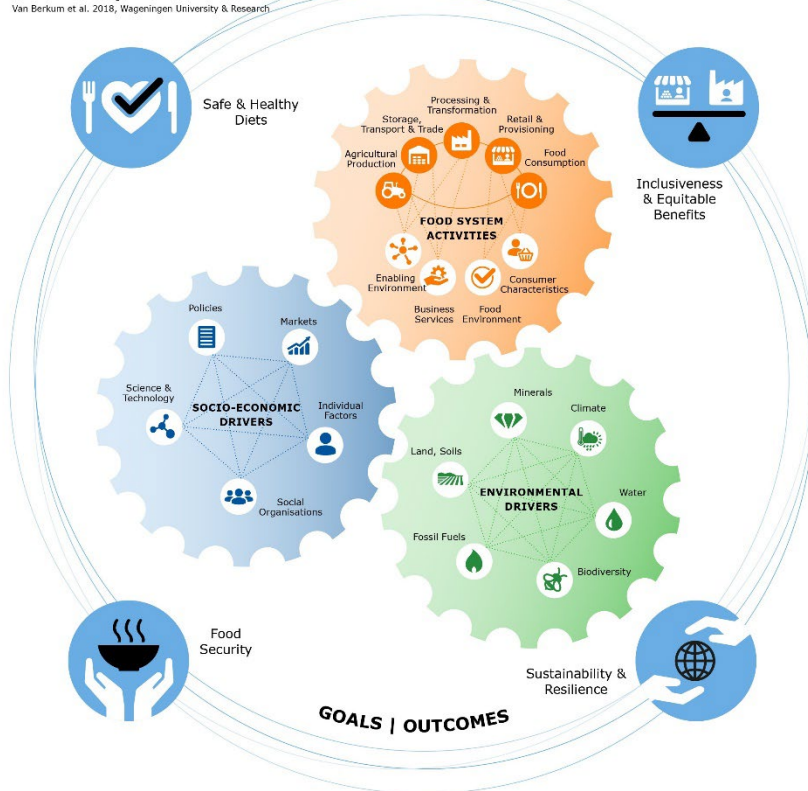 Van Berkum et al. 2018, Wageningen University & Research
Safe & Healthy
Diets
Inclusiveness
& Equitable
Benefits
Processing &
Transformation
Storage,
Transport & Trade
Retail &
Provisioning
Agricultural
Production
Food
Consumption
FOOD SYSTEM
ACTIVITIES
Enabling
Environment
Business
Services
Food
Environment
Consumer
Characteristics
Policies
Markets
Science &
Technology
Individual
Factors
SOCIO-ECONOMIC
DRIVERS
Social
Organisations
Minerals
Climate
Land, Soils
Water
ENVIRONMENTAL
DRIVERS
Fossil Fuels
Biodiversity
Food
Security
Sustainability &
Resilience
GOALS | OUTCOMES